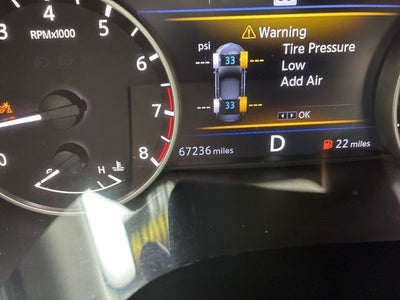 3
4
5
6
7
8
0
RPMx1000
C
H
Warning
psi
Tire Pressure
Low
Add Air
33
33
OK
67236 miles
D
22 miles